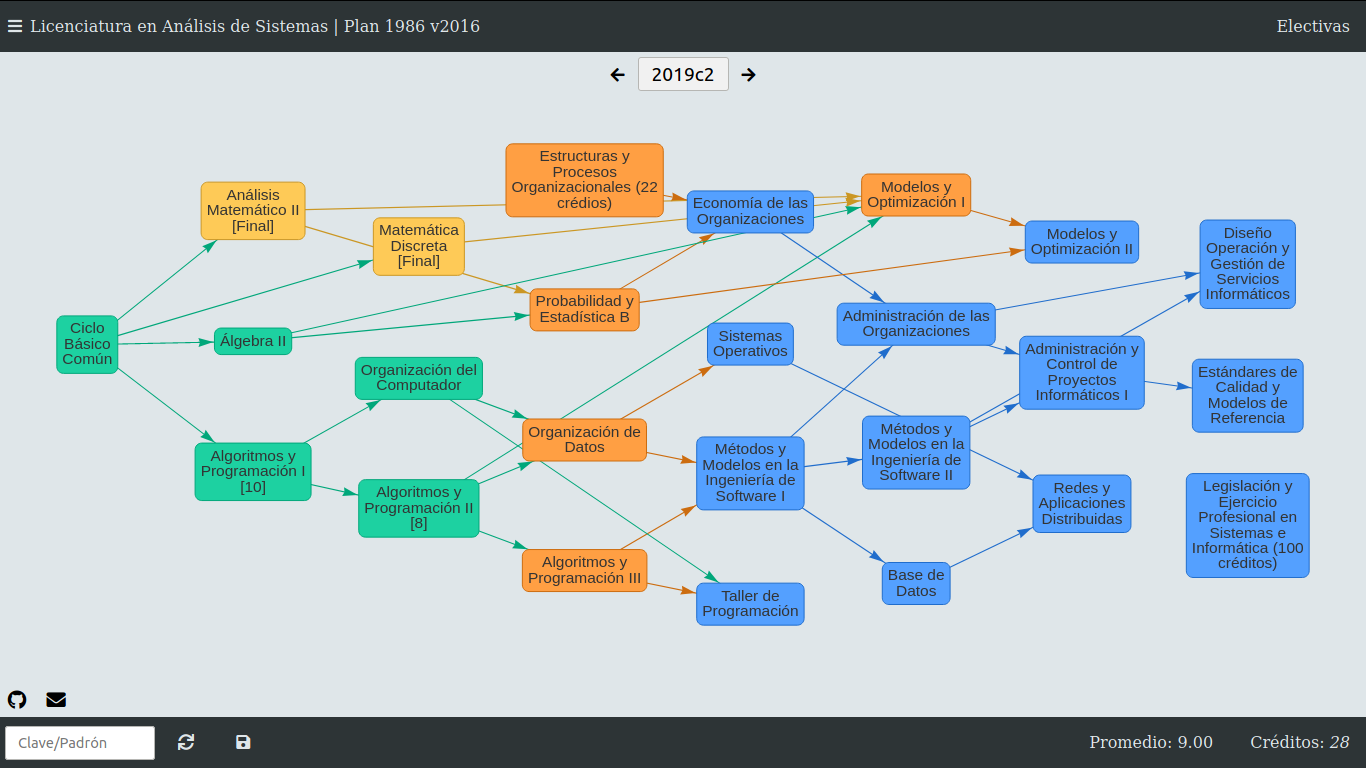 Licenciatura en Análisis de Sistemas | Plan 1986 v2016
Electivas
2019c2
Estructuras y
Procesos
Organizacionales (22
crédios)
Análisis
Matemático II
[Final]
Matemática
Discreta
[Final]
Economía de las
Organizaciones
Modelos y
Optimización I
Modelos y
Optimización II
Diseño
Operación y
Gestión de
Servicios
Informáticos
Probabilidad y
Estadística B
Ciclo
Básico
Común
Álgebra II
Administración de las
Organizaciones
Sistemas
Operativos
Administración y
Control de
Proyectos
Informáticos I
Organización del
Computador
Estándares de
Calidad y
Modelos de
Referencia
Organización de
Datos
Métodos y
Modelos en la
Ingeniería de
Software I
Métodos y
Modelos en la
Ingeniería de
Software II
Algoritmos y
Programación I
[10]
Algoritmos y
Programación II
[8]
Redes y
Aplicaciones
Distribuidas
Legislación y
Ejercicio
Profesional en
Sistemas e
Informática (100
créditos)
Algoritmos y
Programación III
Base de
Datos
Taller de
Programación
Clave/Padrón
Promedio: 9.00
Créditos: 28